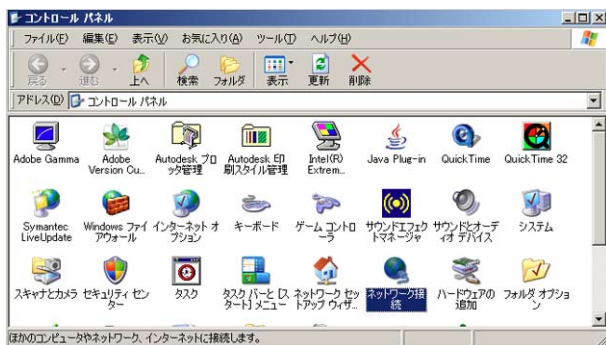 コントロール パネル
ファイル(F) 編集(E) 表示(V) お気に入り(A) ツール(T) ヘルプ(H)
戻る 進む 上へ 検索 フォルダ 表示 更新 削除
アドレス(D) コントロール パネル
Adobe Gamma
Adobe
Version Cu...
Autodesk プロ
ッタ管理
Autodesk 印
刷スタイル管理
Intel(R)
Extrem...
Java Plug-in
QuickTime
QuickTime 32
Symantec
LiveUpdate
Windows ファイ
アウォール
インターネット オ
プション
キーボード
ゲーム コントロ
ーラ
サウンドエフェク
トマネージャ
サウンドとオーデ
ィオ デバイス
システム
スキャナとカメラ
セキュリティ セン
ター
タスク
タスク バーと [ス
タート] メニュー
ネットワーク セッ
トアップ ウィザ...
ネットワーク接
続
ハードウェアの
追加
フォルダ オプショ
ン
ほかのコンピュータやネットワーク、インターネットに接続します。